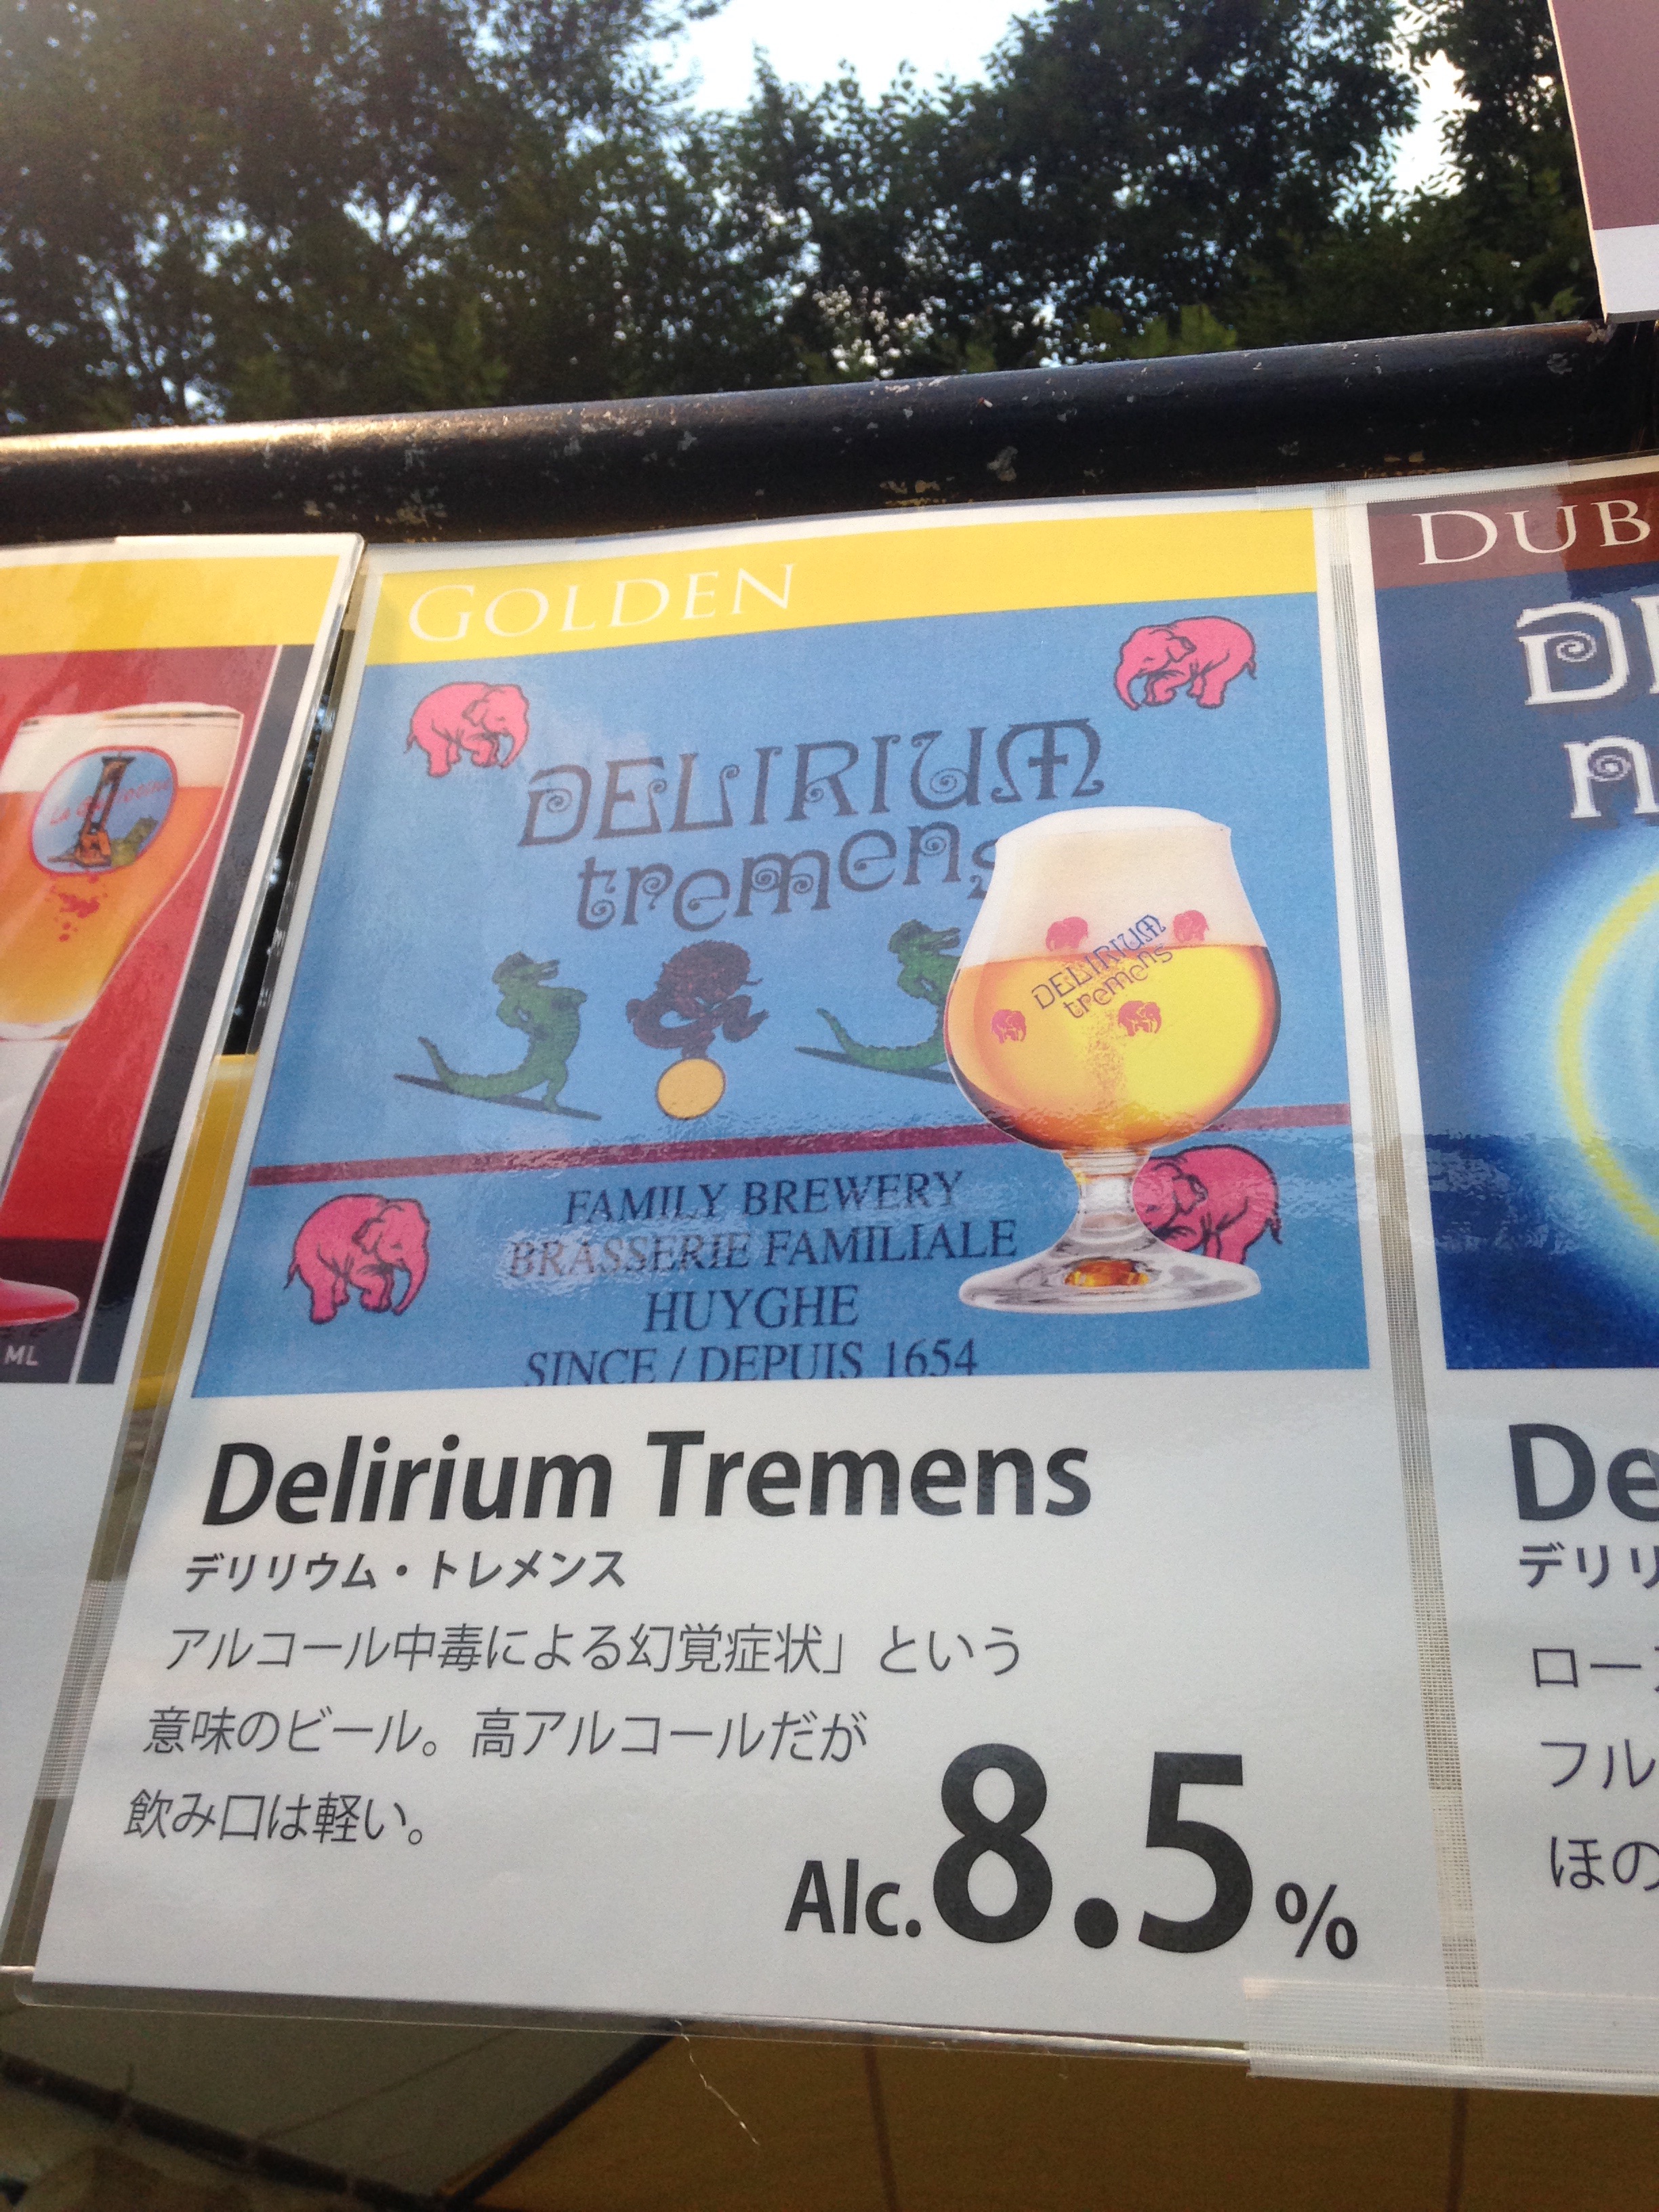 GOLDEN
DELIRIUM
tremens
DELIRIUM
tremens
FAMILY BREWERY
BRASSERIE FAMILIALE
HUYGHE
SINCE / DEPUIS 1654
Delirium Tremens
デリリウム・トレメンス
アルコール中毒による幻覚症状」という
意味のビール。高アルコールだが
飲み口は軽い。
Alc.8.5%
ML
DUB
DE
n
De
デリリ
ロー
フル
ほの